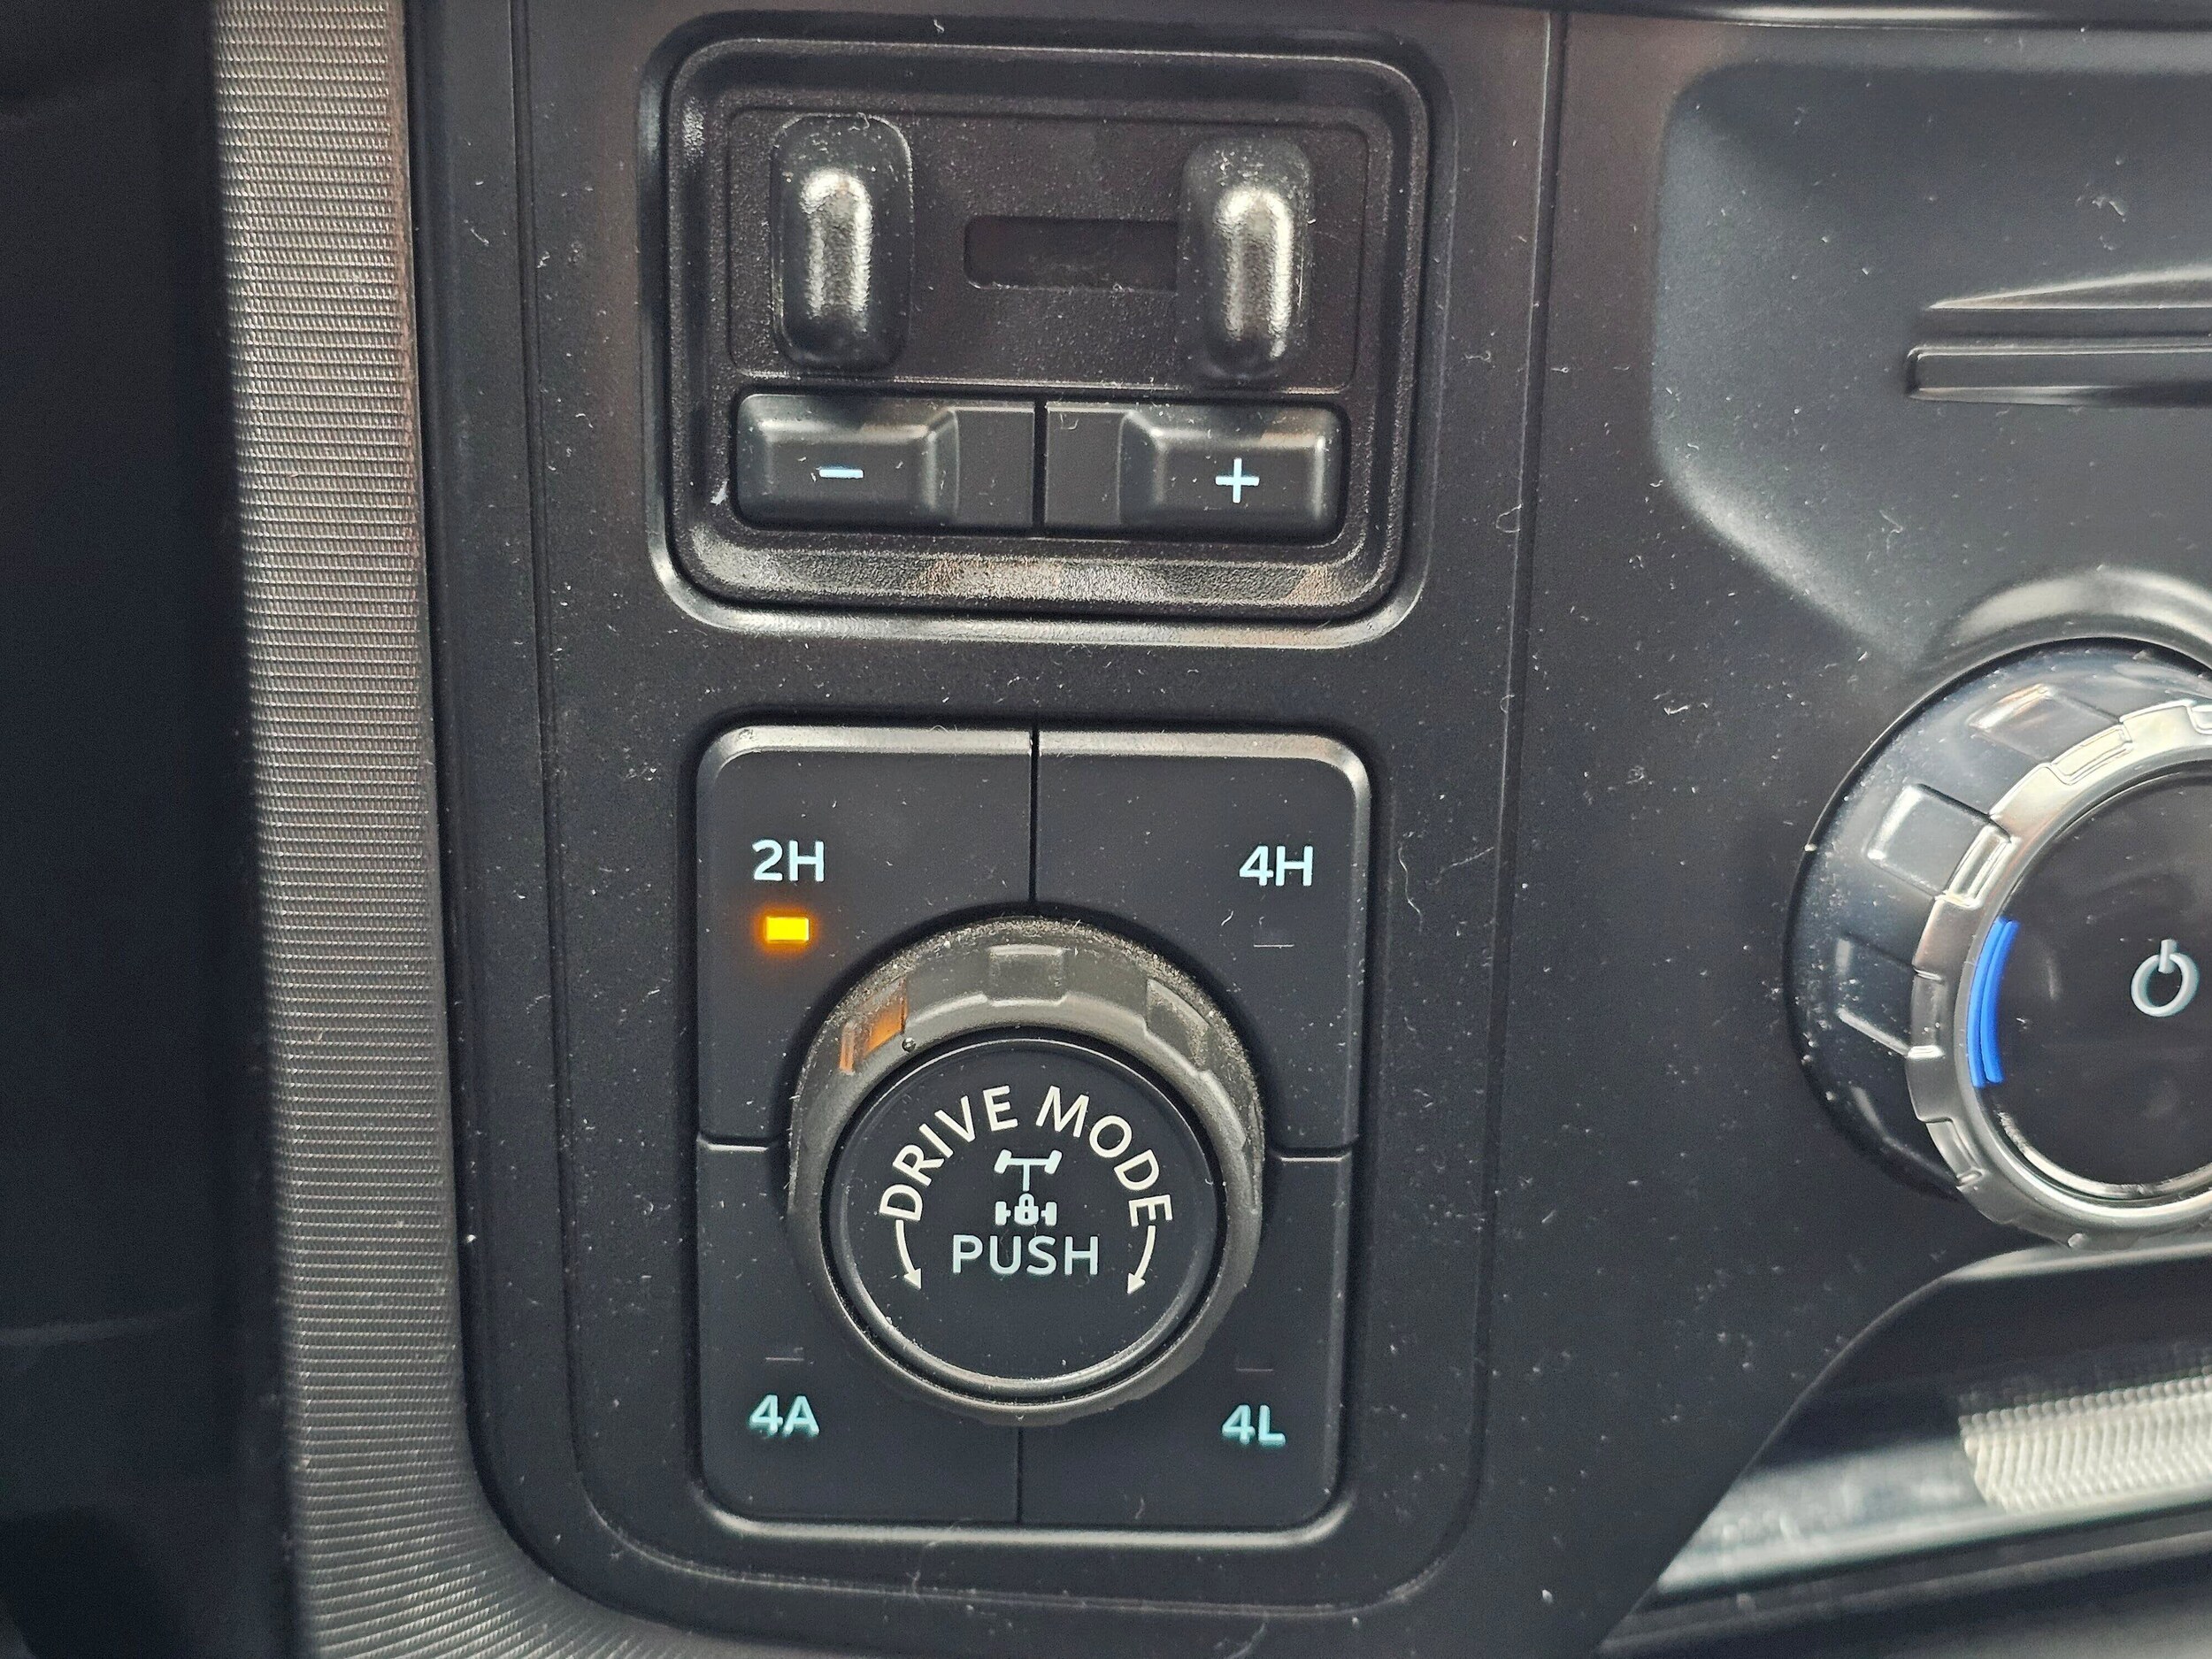 - +
2H 4H
DRIVE MODE
PUSH
4A 4L